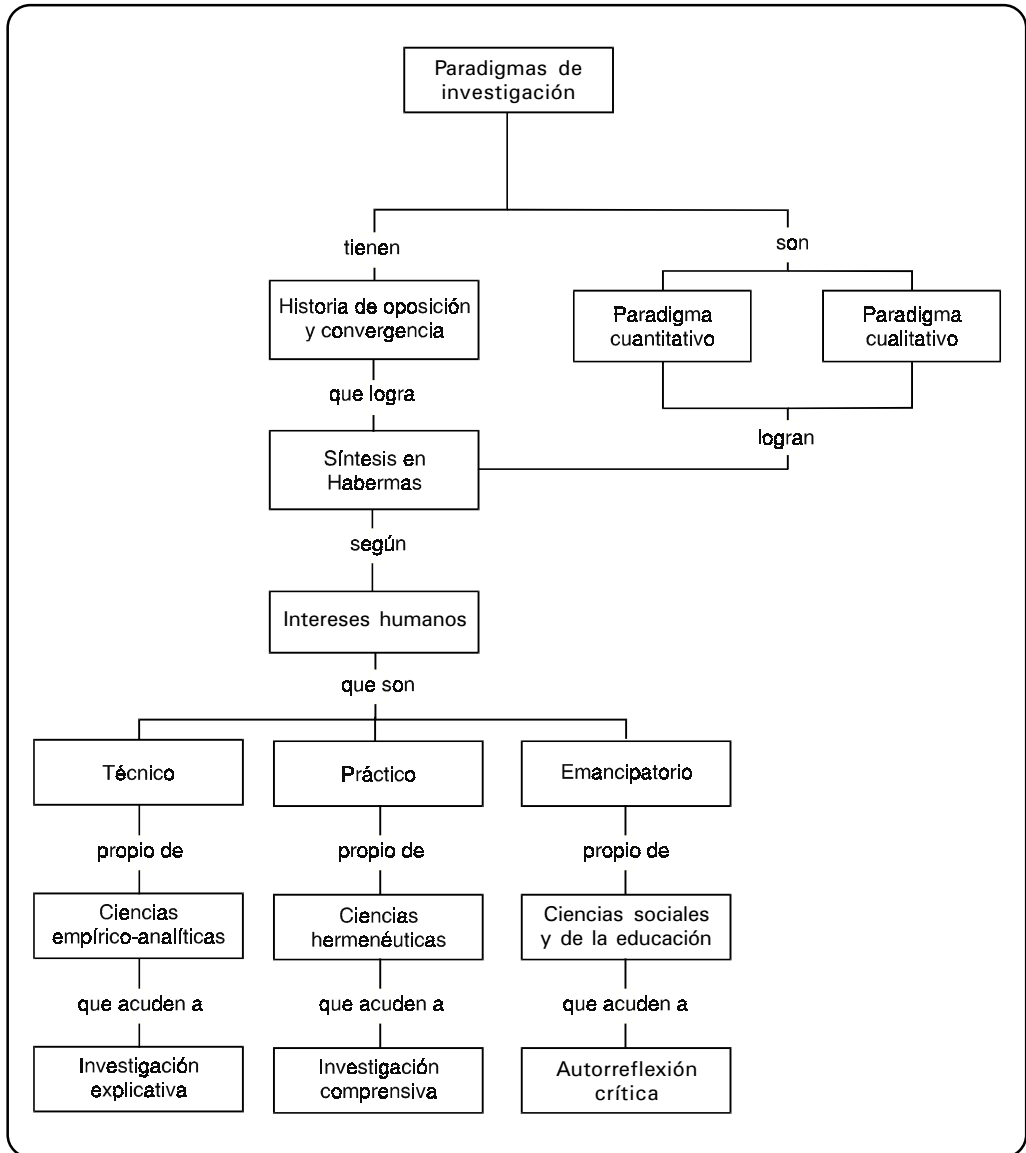 Paradigmas de
investigación
tienen
son
Historia de oposición
y convergencia
Paradigma
cuantitativo
Paradigma
cualitativo
que logra
logran
Síntesis en
Habermas
según
Intereses humanos
que son
Técnico
Práctico
Emancipatorio
propio de
propio de
propio de
Ciencias
empírico-analíticas
Ciencias
hermenéuticas
Ciencias sociales
y de la educación
que acuden a
que acuden a
que acuden a
Investigación
explicativa
Investigación
comprensiva
Autorreflexión
crítica